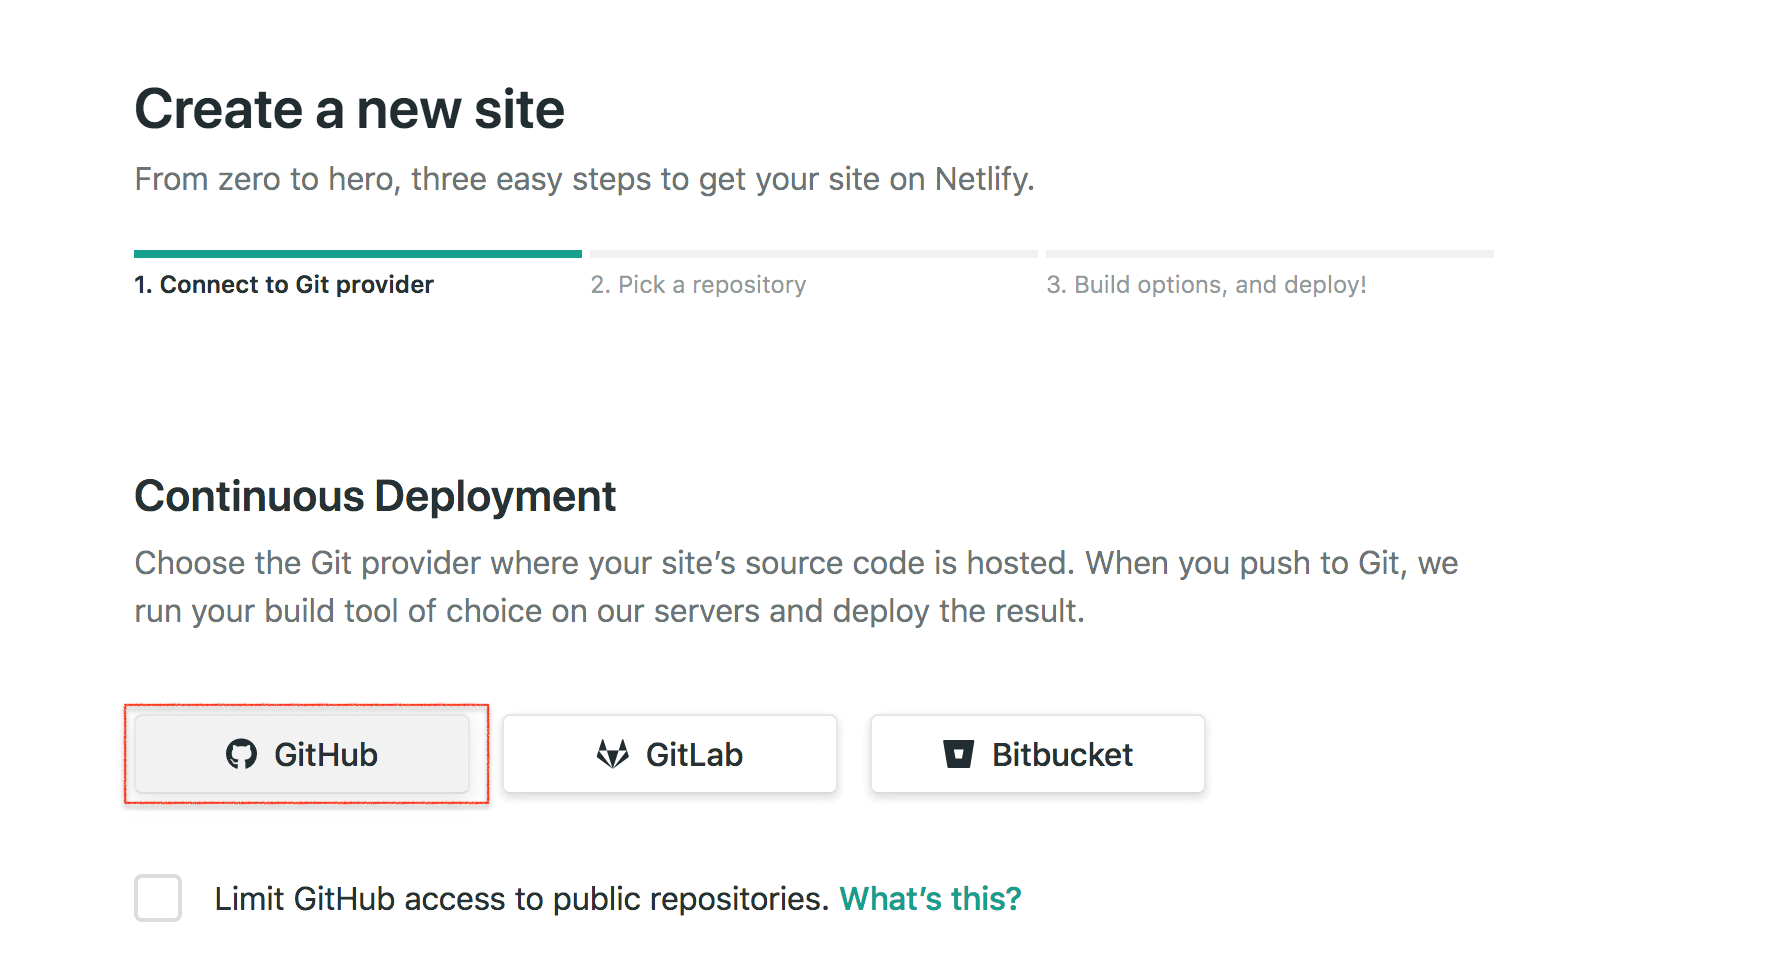 Create a new site
From zero to hero, three easy steps to get your site on Netlify.
1. Connect to Git provider
2. Pick a repository
3. Build options, and deploy!
Continuous Deployment
Choose the Git provider where your site’s source code is hosted. When you push to Git, we
run your build tool of choice on our servers and deploy the result.
GitHub
GitLab
Bitbucket
Limit GitHub access to public repositories. What’s this?